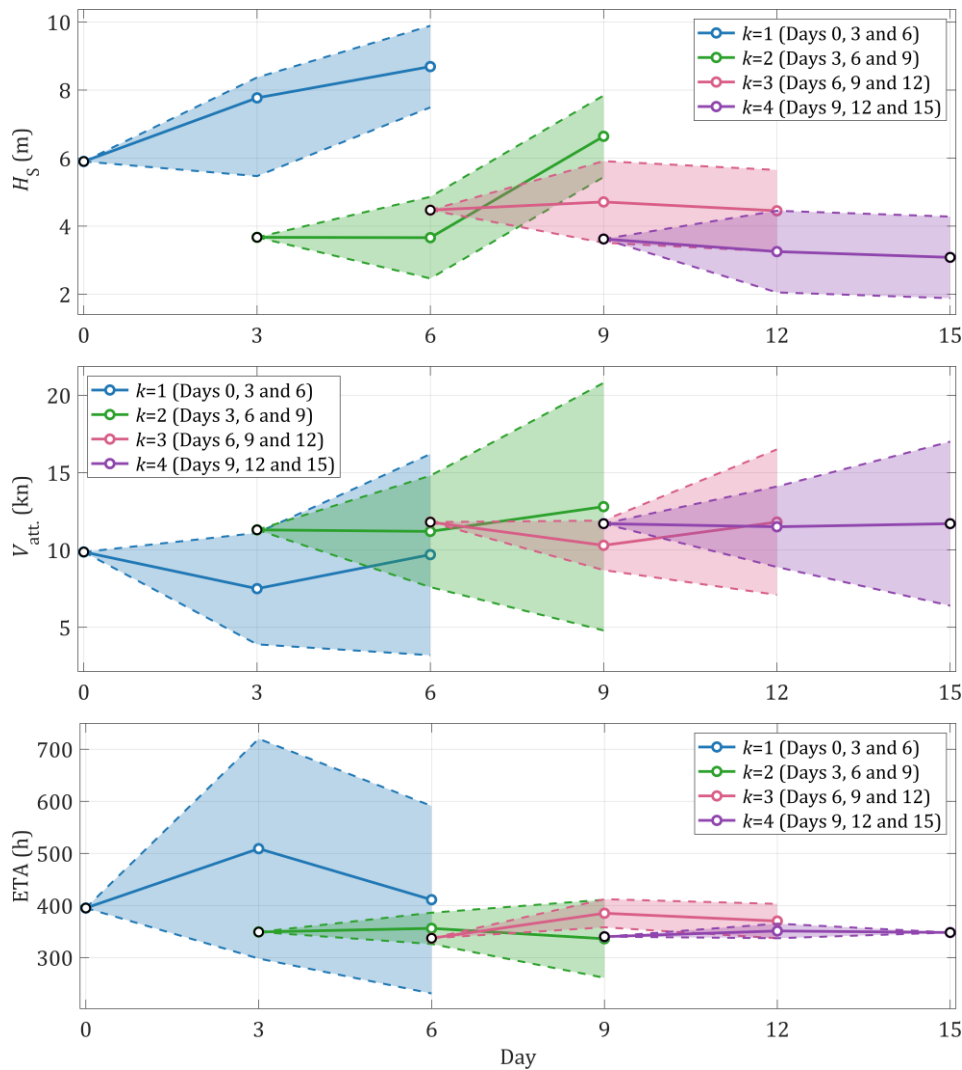 10
8
6
4
2
H_S (m)
k=1 (Days 0, 3 and 6)
k=2 (Days 3, 6 and 9)
k=3 (Days 6, 9 and 12)
k=4 (Days 9, 12 and 15)
0 3 6 9 12 15
20
15
10
5
V_att. (kn)
k=1 (Days 0, 3 and 6)
k=2 (Days 3, 6 and 9)
k=3 (Days 6, 9 and 12)
k=4 (Days 9, 12 and 15)
0 3 6 9 12 15
700
600
500
400
300
ETA (h)
k=1 (Days 0, 3 and 6)
k=2 (Days 3, 6 and 9)
k=3 (Days 6, 9 and 12)
k=4 (Days 9, 12 and 15)
0 3 6 9 12 15
Day